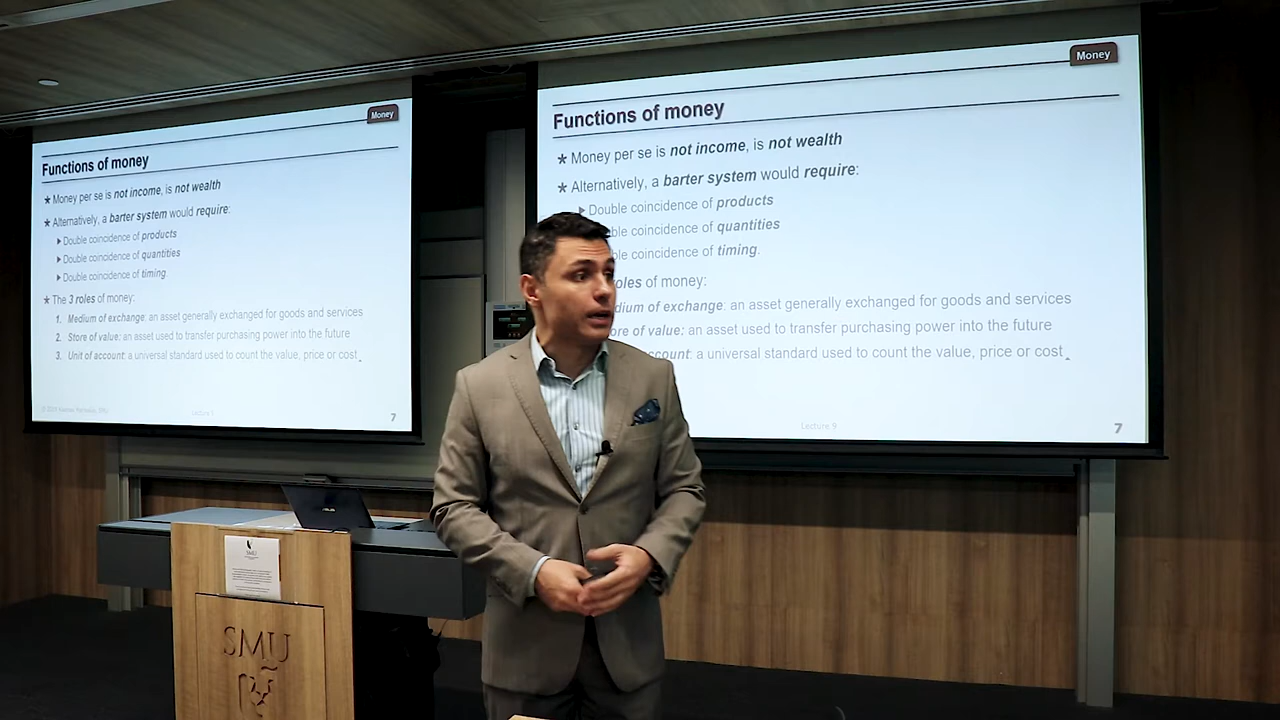 Money
Functions of money
★ Money per se is not income, is not wealth
★ Alternatively, a barter system would require:
Double coincidence of products
Double coincidence of quantities
Double coincidence of timing
★ The 3 roles of money:
1. Medium of exchange: an asset generally exchanged for goods and services
2. Store of value: an asset used to transfer purchasing power into the future
3. Unit of account: a universal standard used to count the value, price or cost
7
Money
Functions of money
★ Money per se is not income, is not wealth
★ Alternatively, a barter system would require:
Double coincidence of products
coincidence of quantities
coincidence of timing.
roles of money:
of exchange: an asset generally exchanged for goods and services
of value: an asset used to transfer purchasing power into the future
a universal standard used to count the value, price or cost
Lecture 9
7
ASUS
SMU
SMU